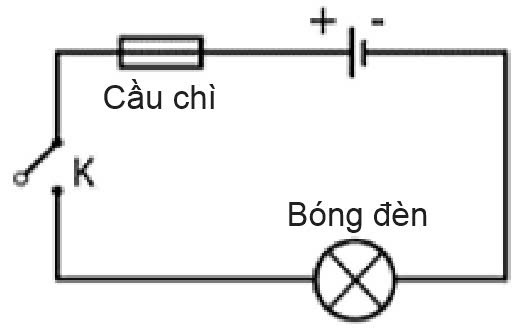 + -
Cầu chì
K
Bóng đèn